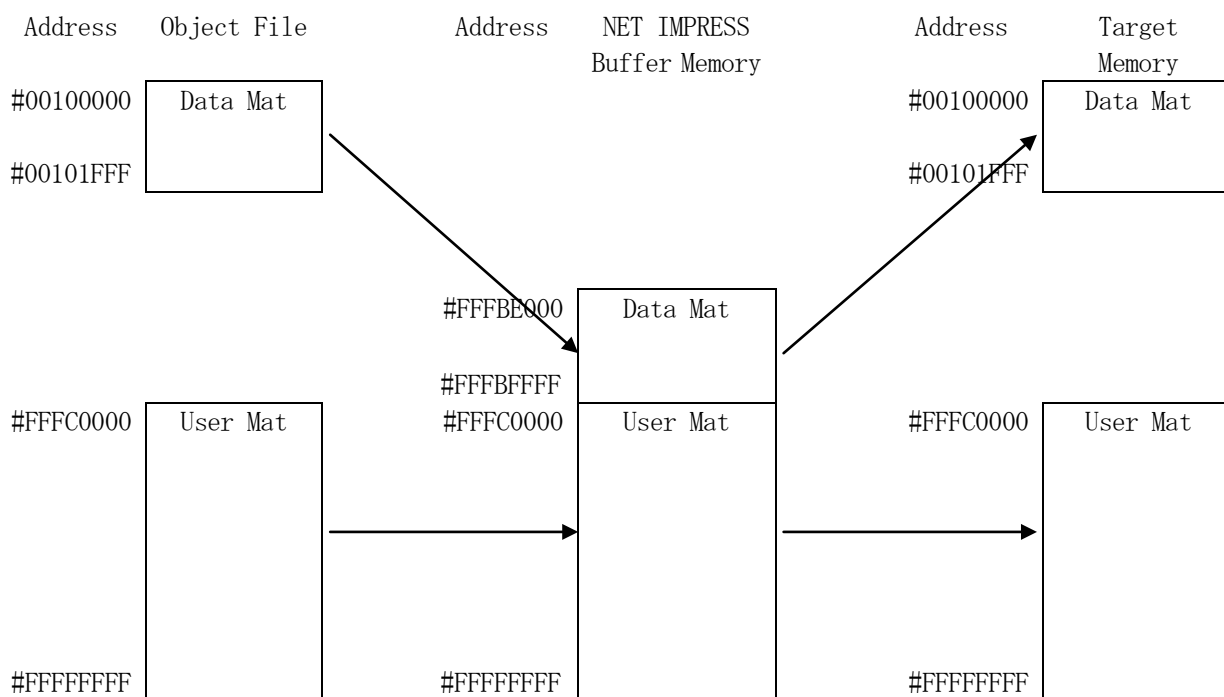 Address Object File Address NET IMPRESS Address Target
Buffer Memory Memory
#00100000 Data Mat #00100000 Data Mat
#00101FFF #00101FFF
#FFFBE000 Data Mat
#FFFBFFFF
#FFFC0000 User Mat #FFFC0000 User Mat #FFFC0000 User Mat
#FFFFFFFF #FFFFFFFF #FFFFFFFF